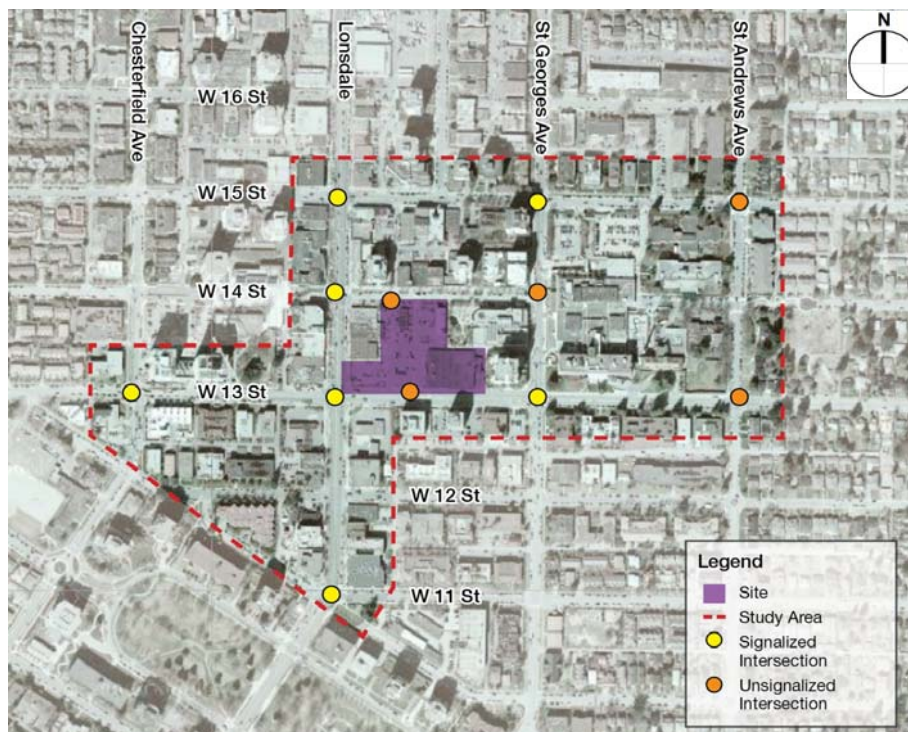 N
Chesterfield Ave
Lonsdale
St Georges Ave
St Andrews Ave
W 16 St
W 15 St
W 14 St
W 13 St
W 12 St
W 11 St
Legend
Site
Study Area
Signalized
Intersection
Unsignalized
Intersection